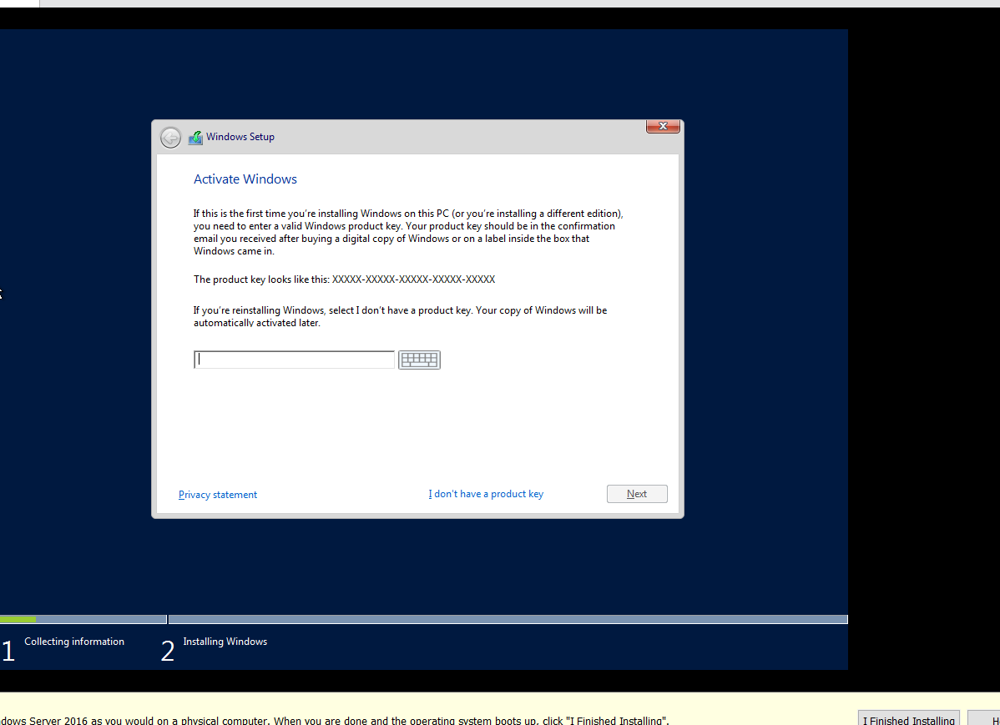 Windows Setup
Activate Windows
If this is the first time you're installing Windows on this PC (or you're installing a different edition),
you need to enter a valid Windows product key. Your product key should be in the confirmation
email you received after buying a digital copy of Windows or on a label inside the box that
Windows came in.
The product key looks like this: XXXXX-XXXXX-XXXXX-XXXXX-XXXXX
If you're reinstalling Windows, select I don't have a product key. Your copy of Windows will be
automatically activated later.
Privacy statement
I don't have a product key
Next
1 Collecting information
2 Installing Windows
Server 2016 as you would on a physical computer. When you are done and the operating system boots up, click "I Finished Installing".
I Finished Installing